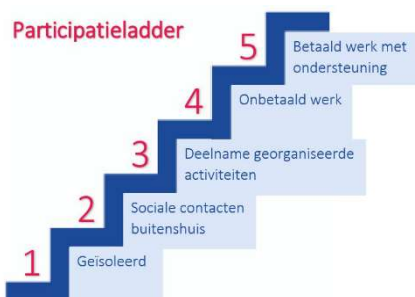 Participatieladder
5
Betaald werk met
ondersteuning
4
Onbetaald werk
3
Deelname georganiseerde
activiteiten
2
Sociale contacten
buitenshuis
1
Geïsoleerd